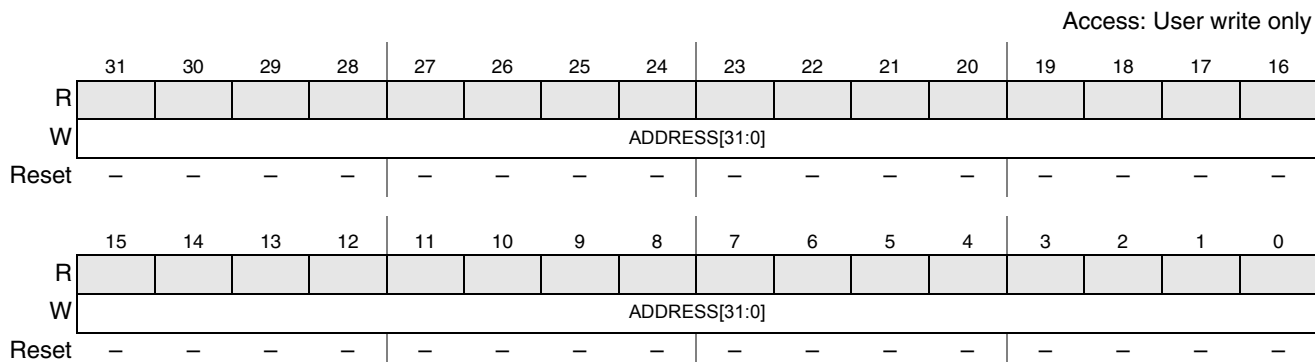 Access: User write only
31 30 29 28 27 26 25 24 23 22 21 20 19 18 17 16
R
W ADDRESS[31:0]
Reset – – – – – – – – – – – – – – – –
15 14 13 12 11 10 9 8 7 6 5 4 3 2 1 0
R
W ADDRESS[31:0]
Reset – – – – – – – – – – – – – – – –